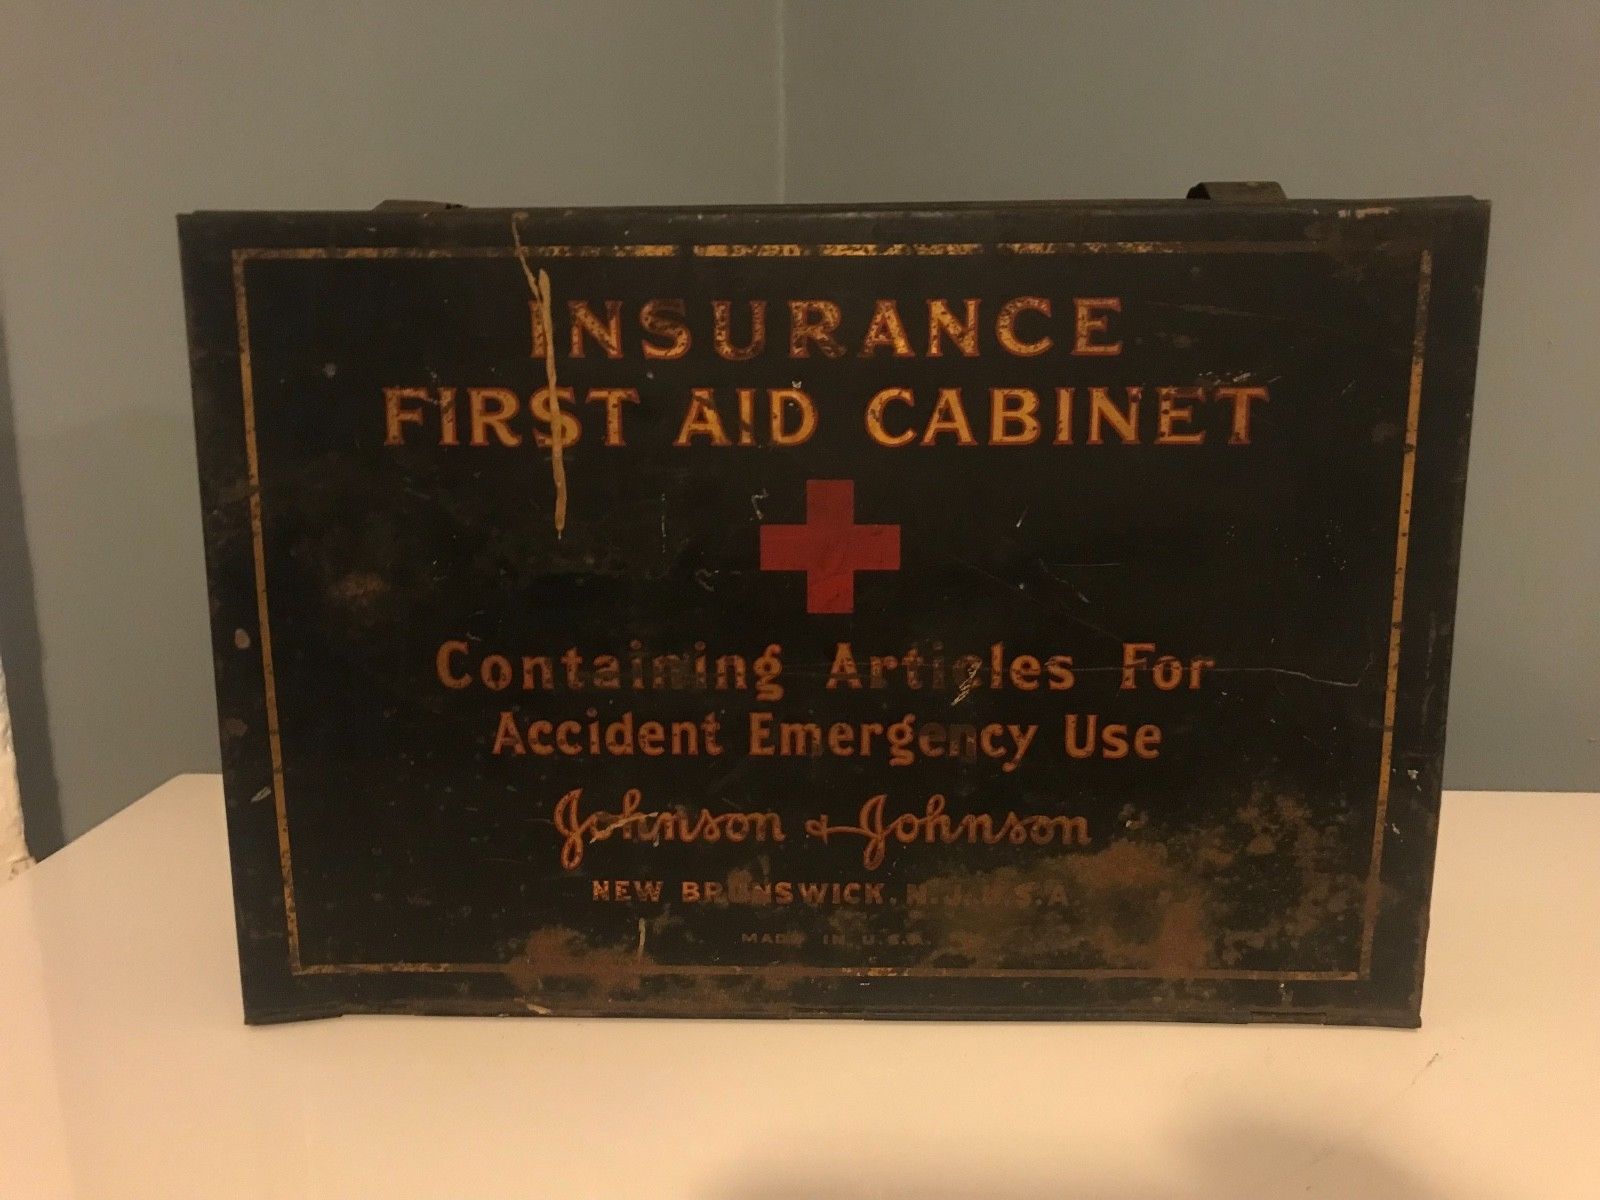 INSURANCE
FIRST AID CABINET
Containing Articles For
Accident Emergency Use
Johnson & Johnson
NEW BRUNSWICK, N.J.U.S.A.
MADE IN U.S.A.